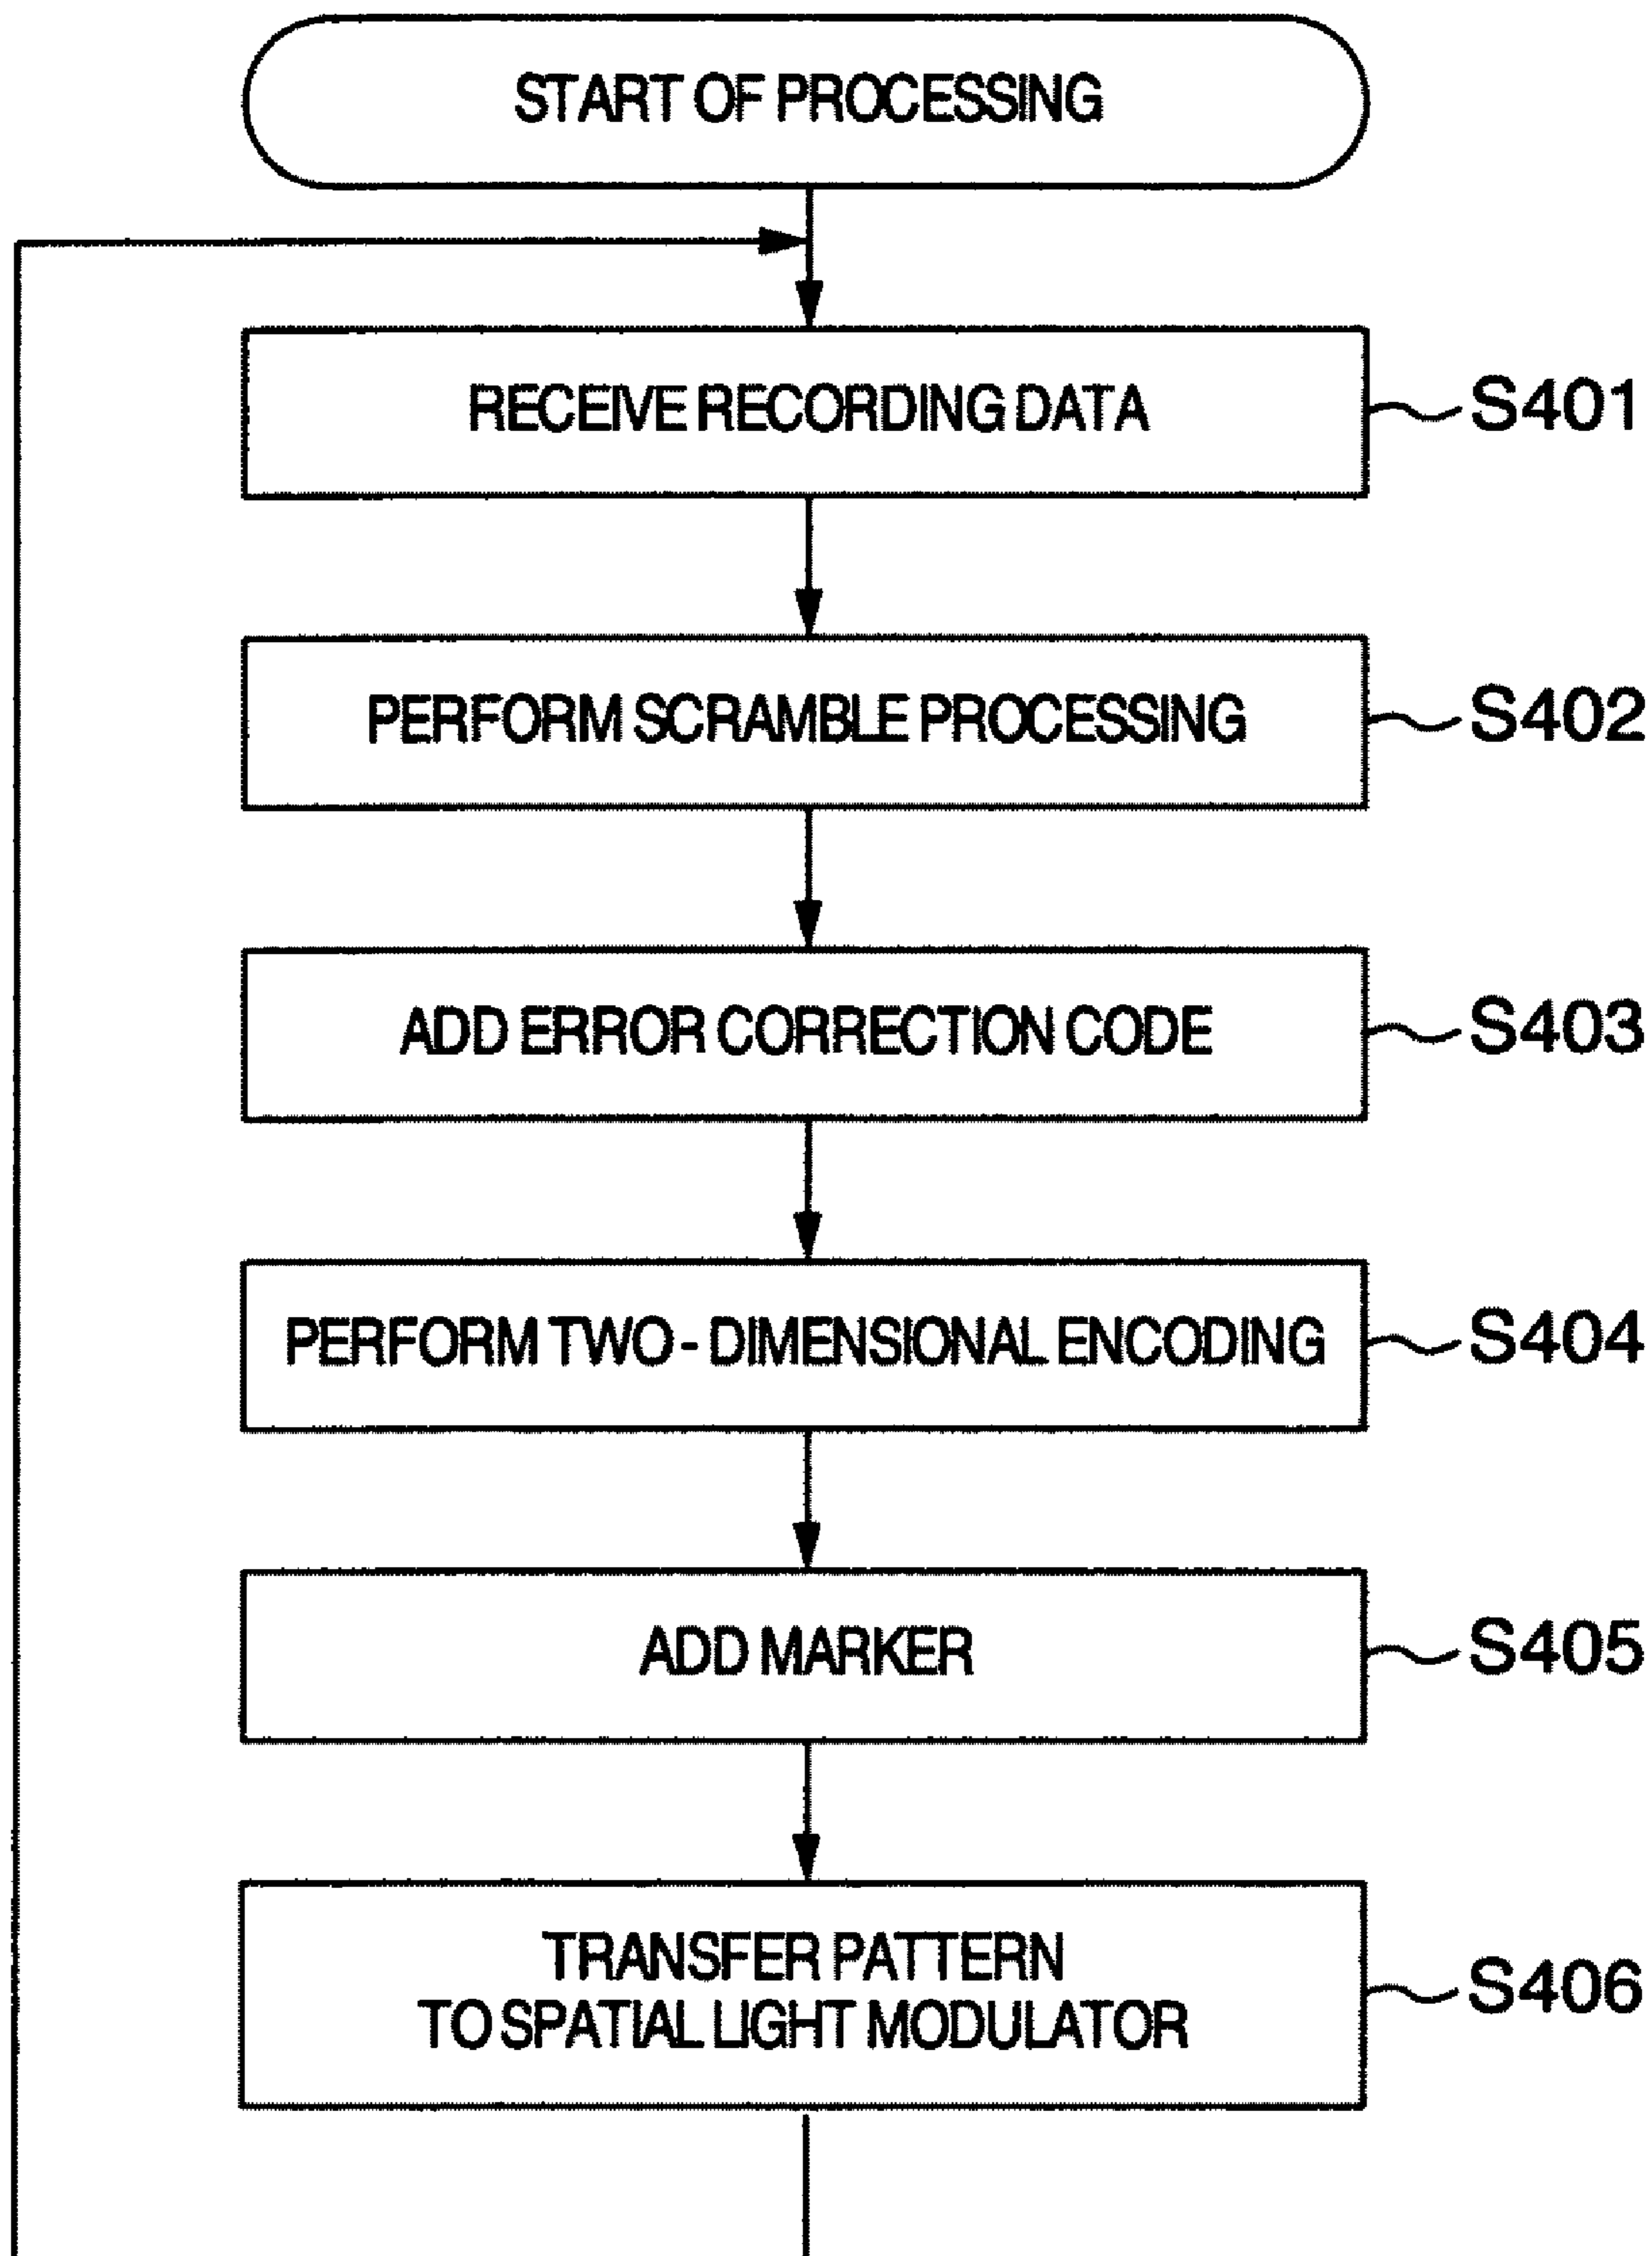 START OF PROCESSING
RECEIVE RECORDING DATA
S401
PERFORM SCRAMBLE PROCESSING
S402
ADD ERROR CORRECTION CODE
S403
PERFORM TWO-DIMENSIONAL ENCODING
S404
ADD MARKER
S405
TRANSFER PATTERN
TO SPATIAL LIGHT MODULATOR
S406